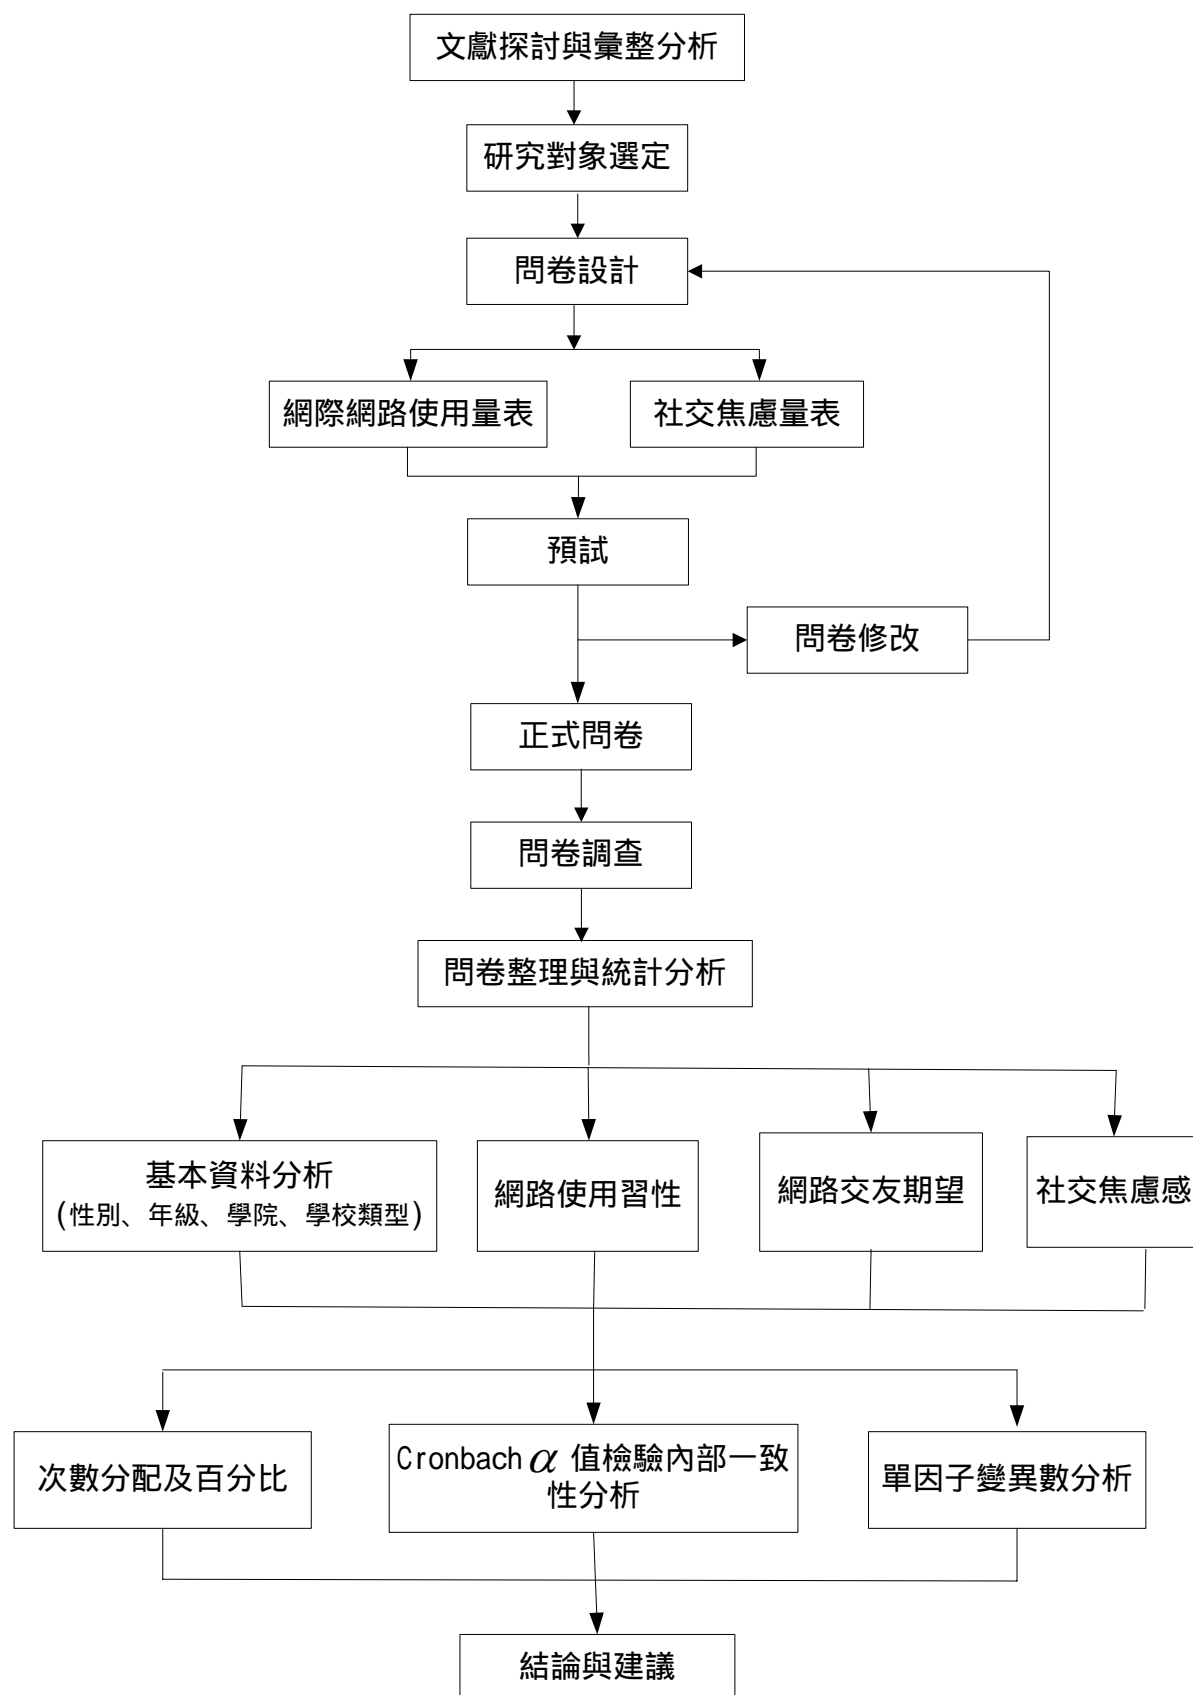 文獻探討與彙整分析
研究對象選定
問卷設計
網際網路使用量表
社交焦慮量表
預試
問卷修改
正式問卷
問卷調查
問卷整理與統計分析
基本資料分析
(性別、年級、學院、學校類型)
網路使用習性
網路交友期望
社交焦慮感
次數分配及百分比
Cronbach α 值檢驗內部一致
性分析
單因子變異數分析
結論與建議